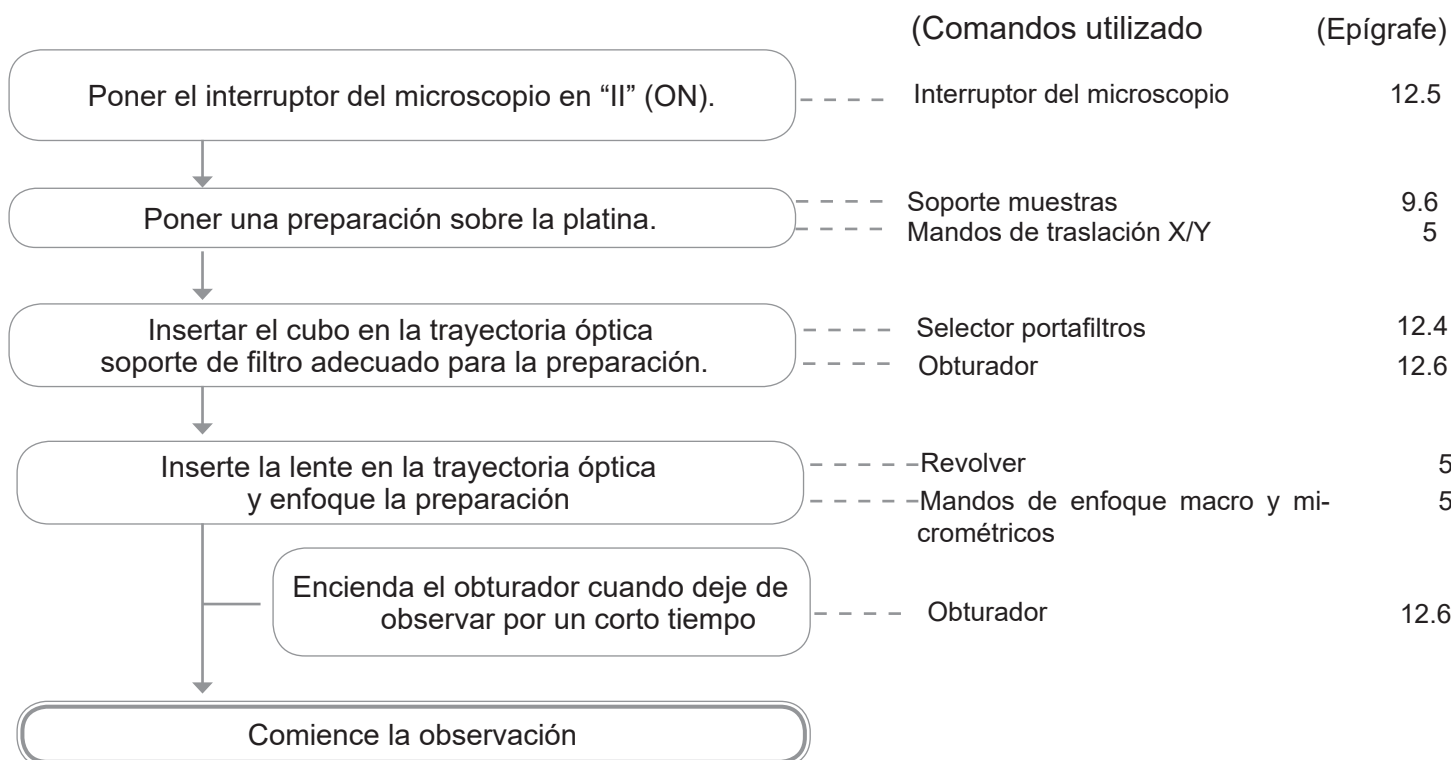 (Comandos utilizado (Epígrafe)
Poner el interruptor del microscopio en “II” (ON). Interruptor del microscopio 12.5
Poner una preparación sobre la platina.
Soporte muestras 9.6
Mandos de traslación X/Y 5
Insertar el cubo en la trayectoria óptica
soporte de filtro adecuado para la preparación.
Selector portafiltros 12.4
Obturador 12.6
Inserte la lente en la trayectoria óptica
y enfoque la preparación
Revolver 5
Mandos de enfoque macro y mi- 5
crométricos
Encienda el obturador cuando deje de
observar por un corto tiempo
Obturador 12.6
Comience la observación